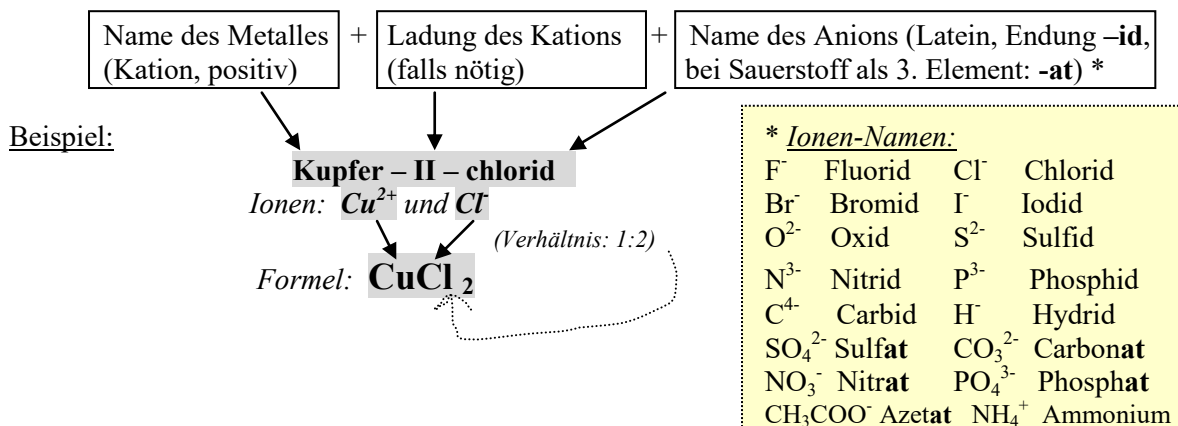 Name des Metalles + Ladung des Kations + Name des Anions (Latein, Endung –id,
(Kation, positiv) (falls nötig) bei Sauerstoff als 3. Element: -at) *
Beispiel:
Kupfer – II – chlorid
Ionen: Cu²⁺ und Cl⁻
(Verhältnis: 1:2)
Formel: CuCl ₂
* Ionen-Namen:
F⁻ Fluorid Cl⁻ Chlorid
Br⁻ Bromid I⁻ Iodid
O²⁻ Oxid S²⁻ Sulfid
N³⁻ Nitrid P³⁻ Phosphid
C⁴⁻ Carbid H⁻ Hydrid
SO₄²⁻ Sulfat CO₃²⁻ Carbonat
NO₃⁻ Nitrat PO₄³⁻ Phosphat
CH₃COO⁻ Azetat NH₄⁺ Ammonium